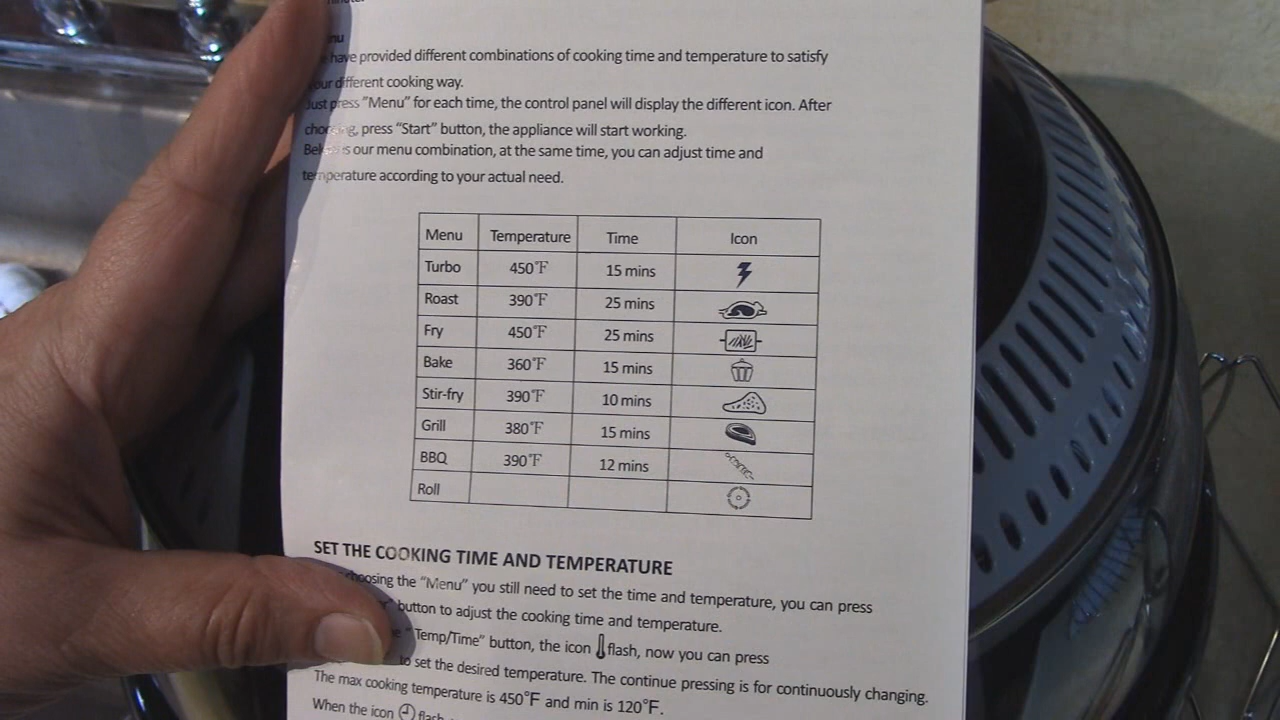 have provided different combinations of cooking time and temperature to satisfy
your different cooking way.
Just press "Menu" for each time, the control panel will display the different icon. After
press "Start" button, the appliance will start working.
is our menu combination, at the same time, you can adjust time and
temperature according to your actual need.
Menu Temperature Time Icon
Turbo 450°F 15 mins
Roast 390°F 25 mins
Fry 450°F 25 mins
Bake 360°F 15 mins
Stir-fry 390°F 10 mins
Grill 380°F 15 mins
BBQ 390°F 12 mins
Roll
SET THE COOKING TIME AND TEMPERATURE
the "Menu" you still need to set the time and temperature, you can press
button to adjust the cooking time and temperature.
"Temp/Time" button, the icon flash, now you can press
to set the desired temperature. The continue pressing is for continuously changing.
The max cooking temperature is 450°F and min is 120°F.
When the icon